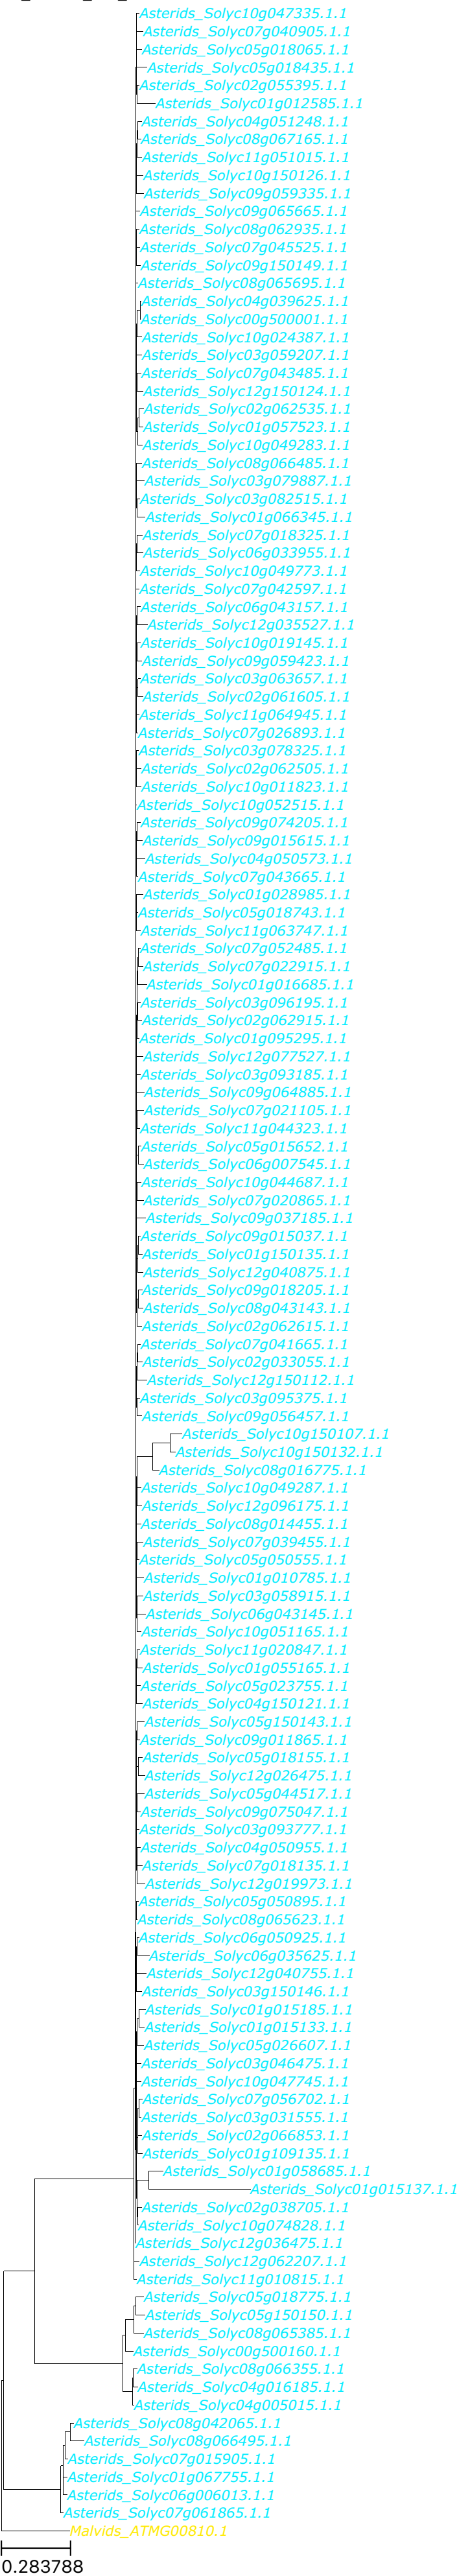 Asterids_Solyc10g047335.1.1
Asterids_Solyc07g040905.1.1
Asterids_Solyc05g018065.1.1
Asterids_Solyc05g018435.1.1
Asterids_Solyc02g055395.1.1
Asterids_Solyc01g012585.1.1
Asterids_Solyc04g051248.1.1
Asterids_Solyc08g067165.1.1
Asterids_Solyc11g051015.1.1
Asterids_Solyc10g150126.1.1
Asterids_Solyc09g059335.1.1
Asterids_Solyc09g065665.1.1
Asterids_Solyc08g062935.1.1
Asterids_Solyc07g045525.1.1
Asterids_Solyc09g150149.1.1
Asterids_Solyc08g065695.1.1
Asterids_Solyc04g039625.1.1
Asterids_Solyc00g500001.1.1
Asterids_Solyc10g024387.1.1
Asterids_Solyc03g059207.1.1
Asterids_Solyc07g043485.1.1
Asterids_Solyc12g150124.1.1
Asterids_Solyc02g062535.1.1
Asterids_Solyc01g057523.1.1
Asterids_Solyc10g049283.1.1
Asterids_Solyc08g066485.1.1
Asterids_Solyc03g079887.1.1
Asterids_Solyc03g082515.1.1
Asterids_Solyc01g066345.1.1
Asterids_Solyc07g018325.1.1
Asterids_Solyc06g033955.1.1
Asterids_Solyc10g049773.1.1
Asterids_Solyc07g042597.1.1
Asterids_Solyc06g043157.1.1
Asterids_Solyc12g035527.1.1
Asterids_Solyc10g019145.1.1
Asterids_Solyc09g059423.1.1
Asterids_Solyc03g063657.1.1
Asterids_Solyc02g061605.1.1
Asterids_Solyc11g064945.1.1
Asterids_Solyc07g026893.1.1
Asterids_Solyc03g078325.1.1
Asterids_Solyc02g062505.1.1
Asterids_Solyc10g011823.1.1
Asterids_Solyc10g052515.1.1
Asterids_Solyc09g074205.1.1
Asterids_Solyc09g015615.1.1
Asterids_Solyc04g050573.1.1
Asterids_Solyc07g043665.1.1
Asterids_Solyc01g028985.1.1
Asterids_Solyc05g018743.1.1
Asterids_Solyc11g063747.1.1
Asterids_Solyc07g052485.1.1
Asterids_Solyc07g022915.1.1
Asterids_Solyc01g016685.1.1
Asterids_Solyc03g096195.1.1
Asterids_Solyc02g062915.1.1
Asterids_Solyc01g095295.1.1
Asterids_Solyc12g077527.1.1
Asterids_Solyc03g093185.1.1
Asterids_Solyc09g064885.1.1
Asterids_Solyc07g021105.1.1
Asterids_Solyc11g044323.1.1
Asterids_Solyc05g015652.1.1
Asterids_Solyc06g007545.1.1
Asterids_Solyc10g044687.1.1
Asterids_Solyc07g020865.1.1
Asterids_Solyc09g037185.1.1
Asterids_Solyc09g015037.1.1
Asterids_Solyc01g150135.1.1
Asterids_Solyc12g040875.1.1
Asterids_Solyc09g018205.1.1
Asterids_Solyc08g043143.1.1
Asterids_Solyc02g062615.1.1
Asterids_Solyc07g041665.1.1
Asterids_Solyc02g033055.1.1
Asterids_Solyc12g150112.1.1
Asterids_Solyc03g095375.1.1
Asterids_Solyc09g056457.1.1
Asterids_Solyc10g150107.1.1
Asterids_Solyc10g150132.1.1
Asterids_Solyc08g016775.1.1
Asterids_Solyc10g049287.1.1
Asterids_Solyc12g096175.1.1
Asterids_Solyc08g014455.1.1
Asterids_Solyc07g039455.1.1
Asterids_Solyc05g050555.1.1
Asterids_Solyc01g010785.1.1
Asterids_Solyc03g058915.1.1
Asterids_Solyc06g043145.1.1
Asterids_Solyc10g051165.1.1
Asterids_Solyc11g020847.1.1
Asterids_Solyc01g055165.1.1
Asterids_Solyc05g023755.1.1
Asterids_Solyc04g150121.1.1
Asterids_Solyc05g150143.1.1
Asterids_Solyc09g011865.1.1
Asterids_Solyc05g018155.1.1
Asterids_Solyc12g026475.1.1
Asterids_Solyc05g044517.1.1
Asterids_Solyc09g075047.1.1
Asterids_Solyc03g093777.1.1
Asterids_Solyc04g050955.1.1
Asterids_Solyc07g018135.1.1
Asterids_Solyc12g019973.1.1
Asterids_Solyc05g050895.1.1
Asterids_Solyc08g065623.1.1
Asterids_Solyc06g050925.1.1
Asterids_Solyc06g035625.1.1
Asterids_Solyc12g040755.1.1
Asterids_Solyc03g150146.1.1
Asterids_Solyc01g015185.1.1
Asterids_Solyc01g015133.1.1
Asterids_Solyc05g026607.1.1
Asterids_Solyc03g046475.1.1
Asterids_Solyc10g047745.1.1
Asterids_Solyc07g056702.1.1
Asterids_Solyc03g031555.1.1
Asterids_Solyc02g066853.1.1
Asterids_Solyc01g109135.1.1
Asterids_Solyc01g058685.1.1
Asterids_Solyc01g015137.1.1
Asterids_Solyc02g038705.1.1
Asterids_Solyc10g074828.1.1
Asterids_Solyc12g036475.1.1
Asterids_Solyc12g062207.1.1
Asterids_Solyc11g010815.1.1
Asterids_Solyc05g018775.1.1
Asterids_Solyc05g150150.1.1
Asterids_Solyc08g065385.1.1
Asterids_Solyc00g500160.1.1
Asterids_Solyc08g066355.1.1
Asterids_Solyc04g016185.1.1
Asterids_Solyc04g005015.1.1
Asterids_Solyc08g042065.1.1
Asterids_Solyc08g066495.1.1
Asterids_Solyc07g015905.1.1
Asterids_Solyc01g067755.1.1
Asterids_Solyc06g006013.1.1
Asterids_Solyc07g061865.1.1
Malvids_ATMG00810.1
0.283788